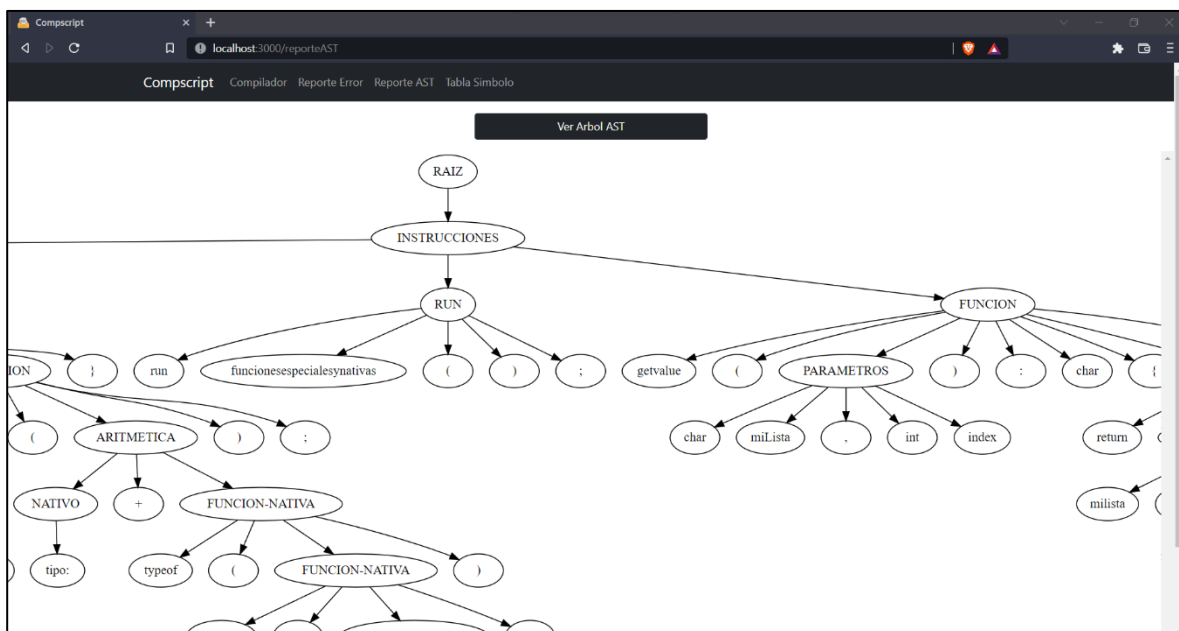 Compscript
localhost:3000/reporteAST
Compscript Compilador Reporte Error Reporte AST Tabla Simbolo
Ver Arbol AST
RAIZ
INSTRUCCIONES
RUN FUNCION
ION } run funcionesespecialesynativas ( ) ; getvalue ( PARAMETROS ) : char {
( ARITMETICA ) ; char miLista , int index return
NATIVO + FUNCION-NATIVA milista
tipo: typeof ( FUNCION-NATIVA )